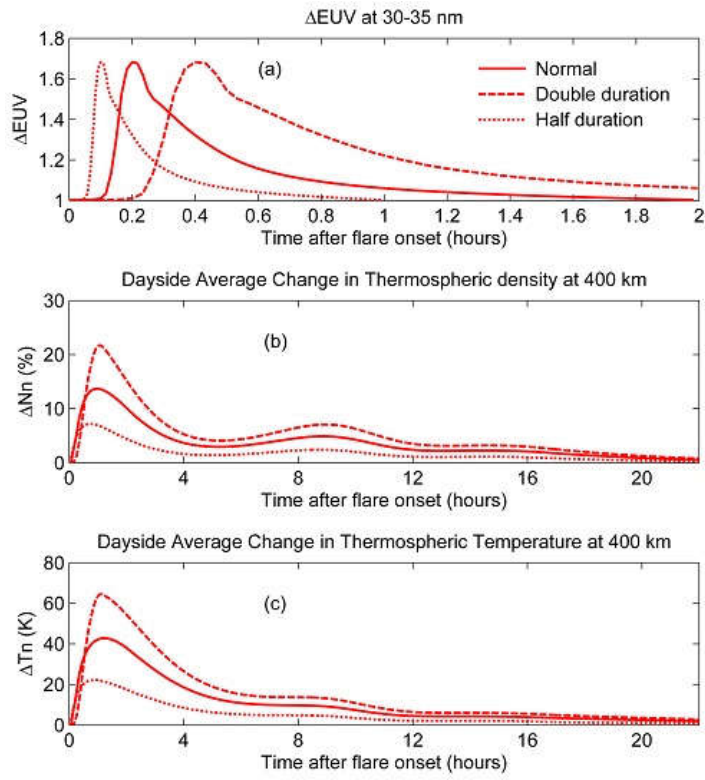 ΔEUV at 30-35 nm
1.8
1.6
1.4
1.2
1
ΔEUV
(a)
Normal
Double duration
Half duration
0 0.2 0.4 0.6 0.8 1 1.2 1.4 1.6 1.8 2
Time after flare onset (hours)
Dayside Average Change in Thermospheric density at 400 km
30
20
10
0
ΔNn (%)
(b)
0 4 8 12 16 20
Time after flare onset (hours)
Dayside Average Change in Thermospheric Temperature at 400 km
80
60
40
20
0
ΔTn (K)
(c)
0 4 8 12 16 20
Time after flare onset (hours)